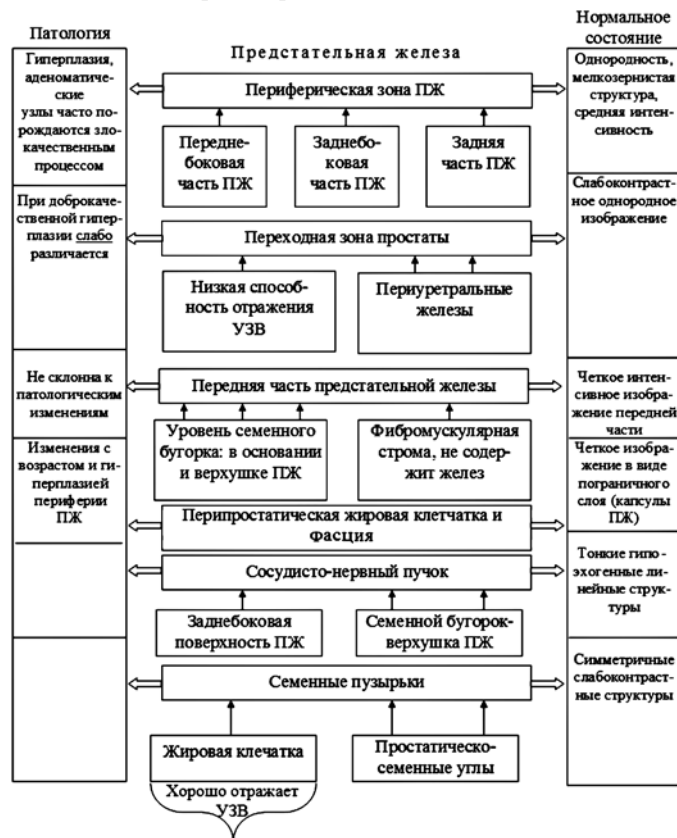 Патология
Предстательная железа
Нормальное
состояние
Гиперплазия,
аденоматиче-
ские
узлы часто по-
рождаются зло-
качественным
процессом
Периферическая зона ПЖ
Передне-
боковая
часть ПЖ
Заднебо-
ковая
часть ПЖ
Задняя
часть ПЖ
Однородность,
мелкозернистая
структура,
средняя интен-
сивность
При доброкаче-
ственной гипер-
плазии слабо
различается
Переходная зона простаты
Низкая способ-
ность отражения
УЗВ
Периуретральные
железы
Слабоконтраст-
ное однородное
изображение
Не склонна к
патологическим
изменениям
Передняя часть предстательной железы
Уровень семенного
бугорка: в основании
и верхушке ПЖ
Фибромускулярная
строма, не содер-
жит желез
Четкое интен-
сивное изобра-
жение передней
части
Изменения с
возрастом и ги-
перплазией
периферии
ПЖ
Перипростатическая жировая клетчатка и
фасция
Четкое изобра-
жение в виде
пограничного
слоя (капсулы
ПЖ)
Сосудисто-нервный пучок
Заднебоковая
поверхность ПЖ
Семенной бугорок-
верхушка ПЖ
Тонкие гипо-
эхогенные ли-
нейные струк-
туры
Семенные пузырьки
Жировая клечатка
Простатическо-
семенные углы
Хорошо отражает
УЗВ
Симметричные
слабоконтраст-
ные структуры